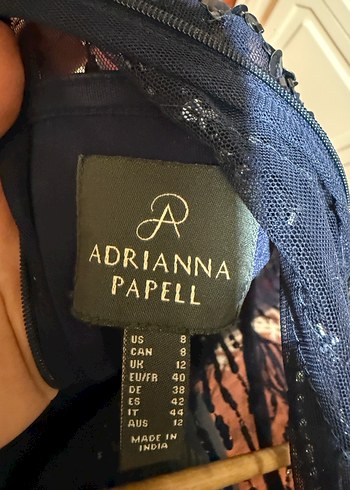 ADRIANNA
PAPELL
US 8
CAN 8
UK 12
EU/FR 40
DE 38
ES 42
IT 44
AUS 12
MADE IN
INDIA